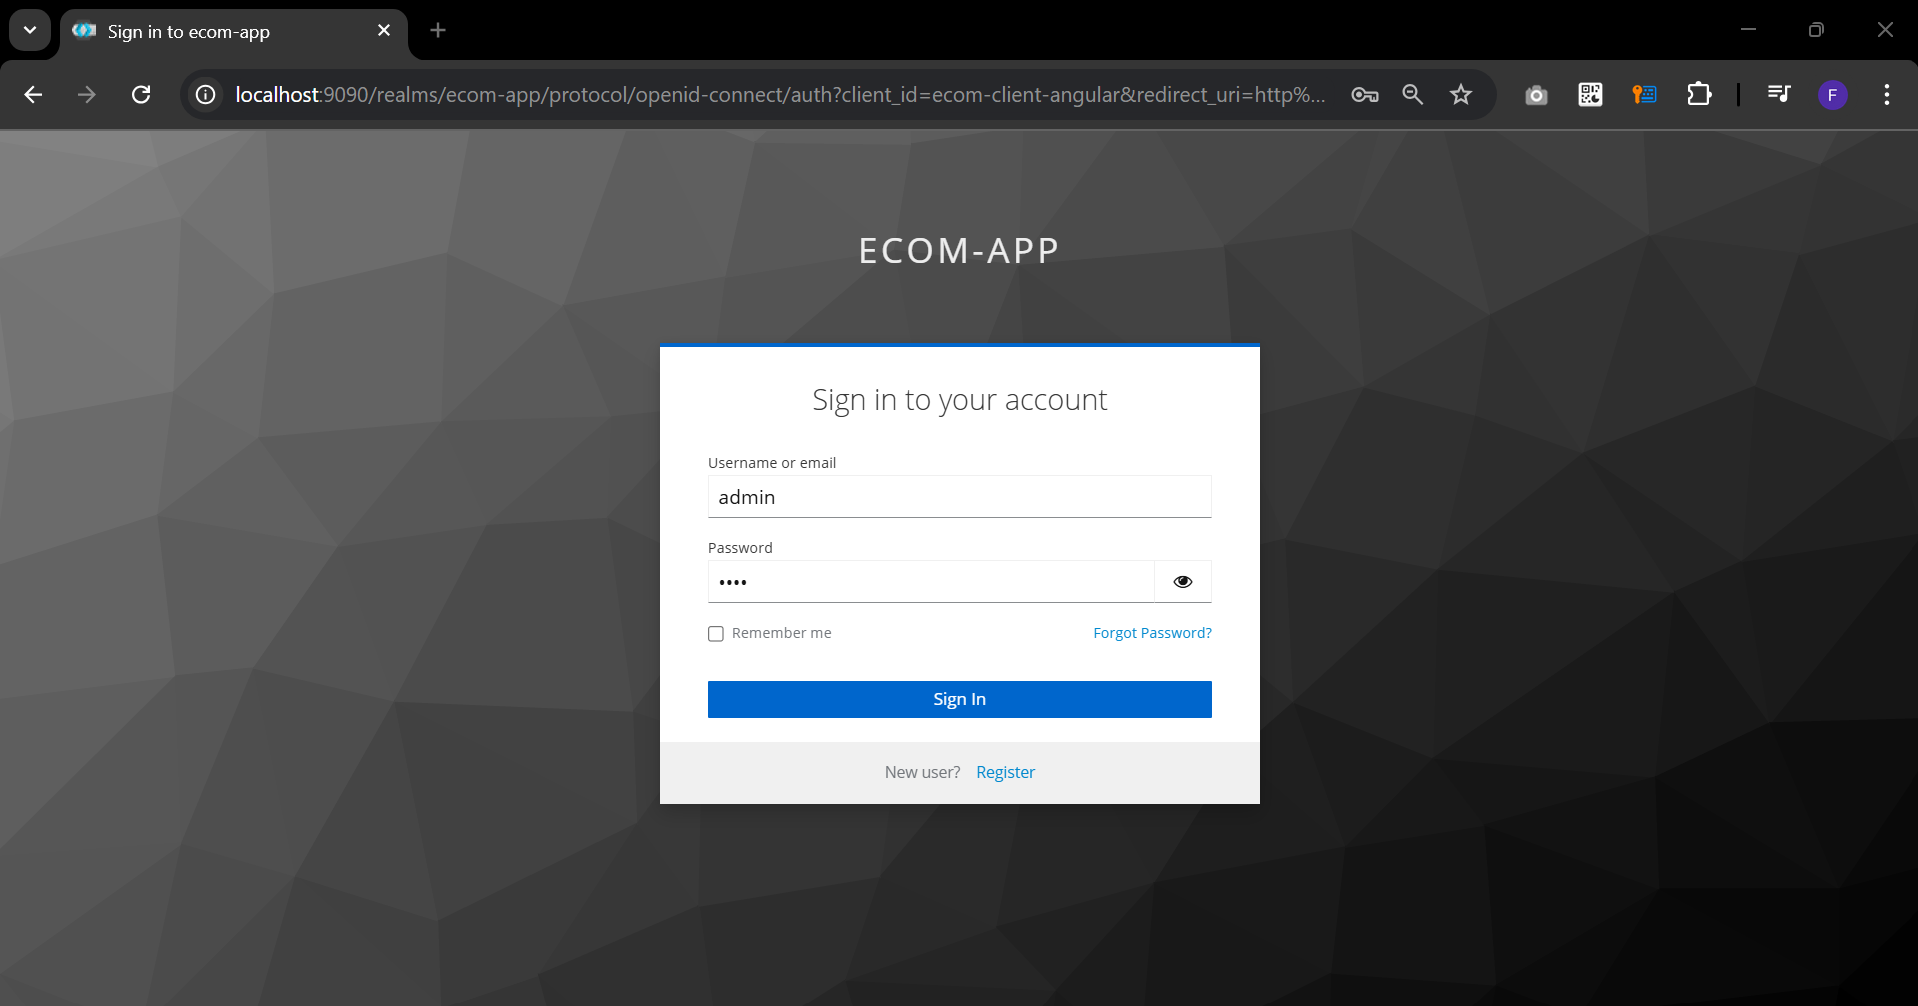 Sign in to ecom-app
localhost:9090/realms/ecom-app/protocol/openid-connect/auth?client_id=ecom-client-angular&redirect_uri=http%...
F
ECOM-APP
Sign in to your account
Username or email
admin
Password
••••
Remember me
Forgot Password?
Sign In
New user? Register